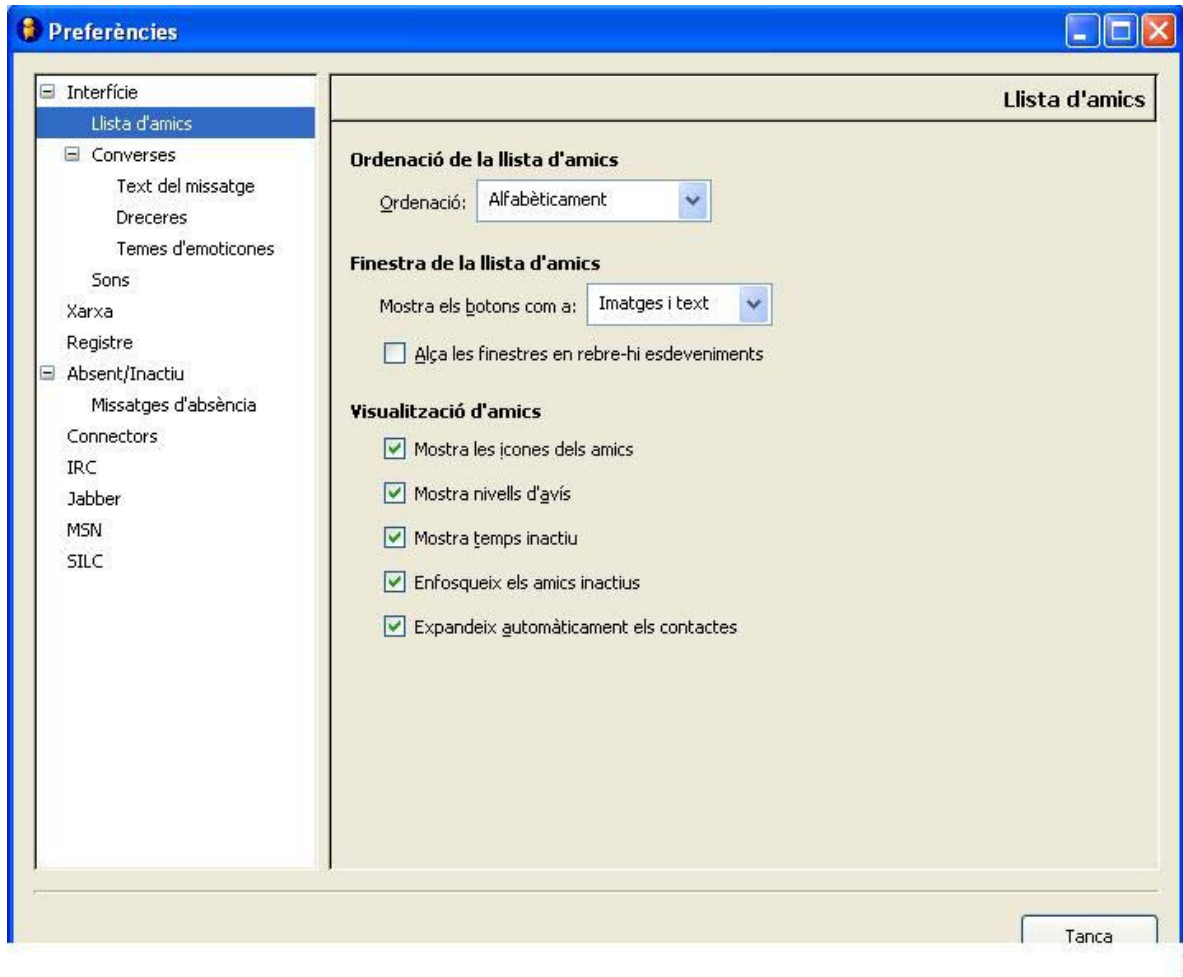 Preferències
Interfície
Llista d'amics
Converses
Text del missatge
Dreceres
Temes d'emoticones
Sons
Xarxa
Registre
Absent/Inactiu
Missatges d'absència
Connectors
IRC
Jabber
MSN
SILC
Llista d'amics
Ordenació de la llista d'amics
Ordenació: Alfabèticament
Finestra de la llista d'amics
Mostra els botons com a: Imatges i text
Alça les finestres en rebre-hi esdeveniments
Visualització d'amics
Mostra les icones dels amics
Mostra nivells d'avís
Mostra temps inactiu
Enfosqueix els amics inactius
Expandeix automàticament els contactes
Tanca